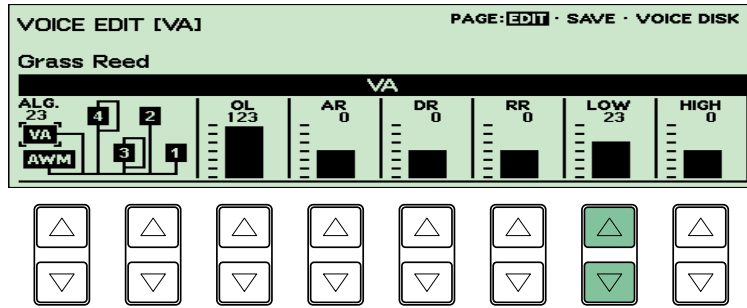 VOICE EDIT [VA]
PAGE: EDIT · SAVE · VOICE DISK
Grass Reed
VA
ALG. OL AR DR RR LOW HIGH
23 123 0 0 0 23 0
4 2
VA
3 1
AWM